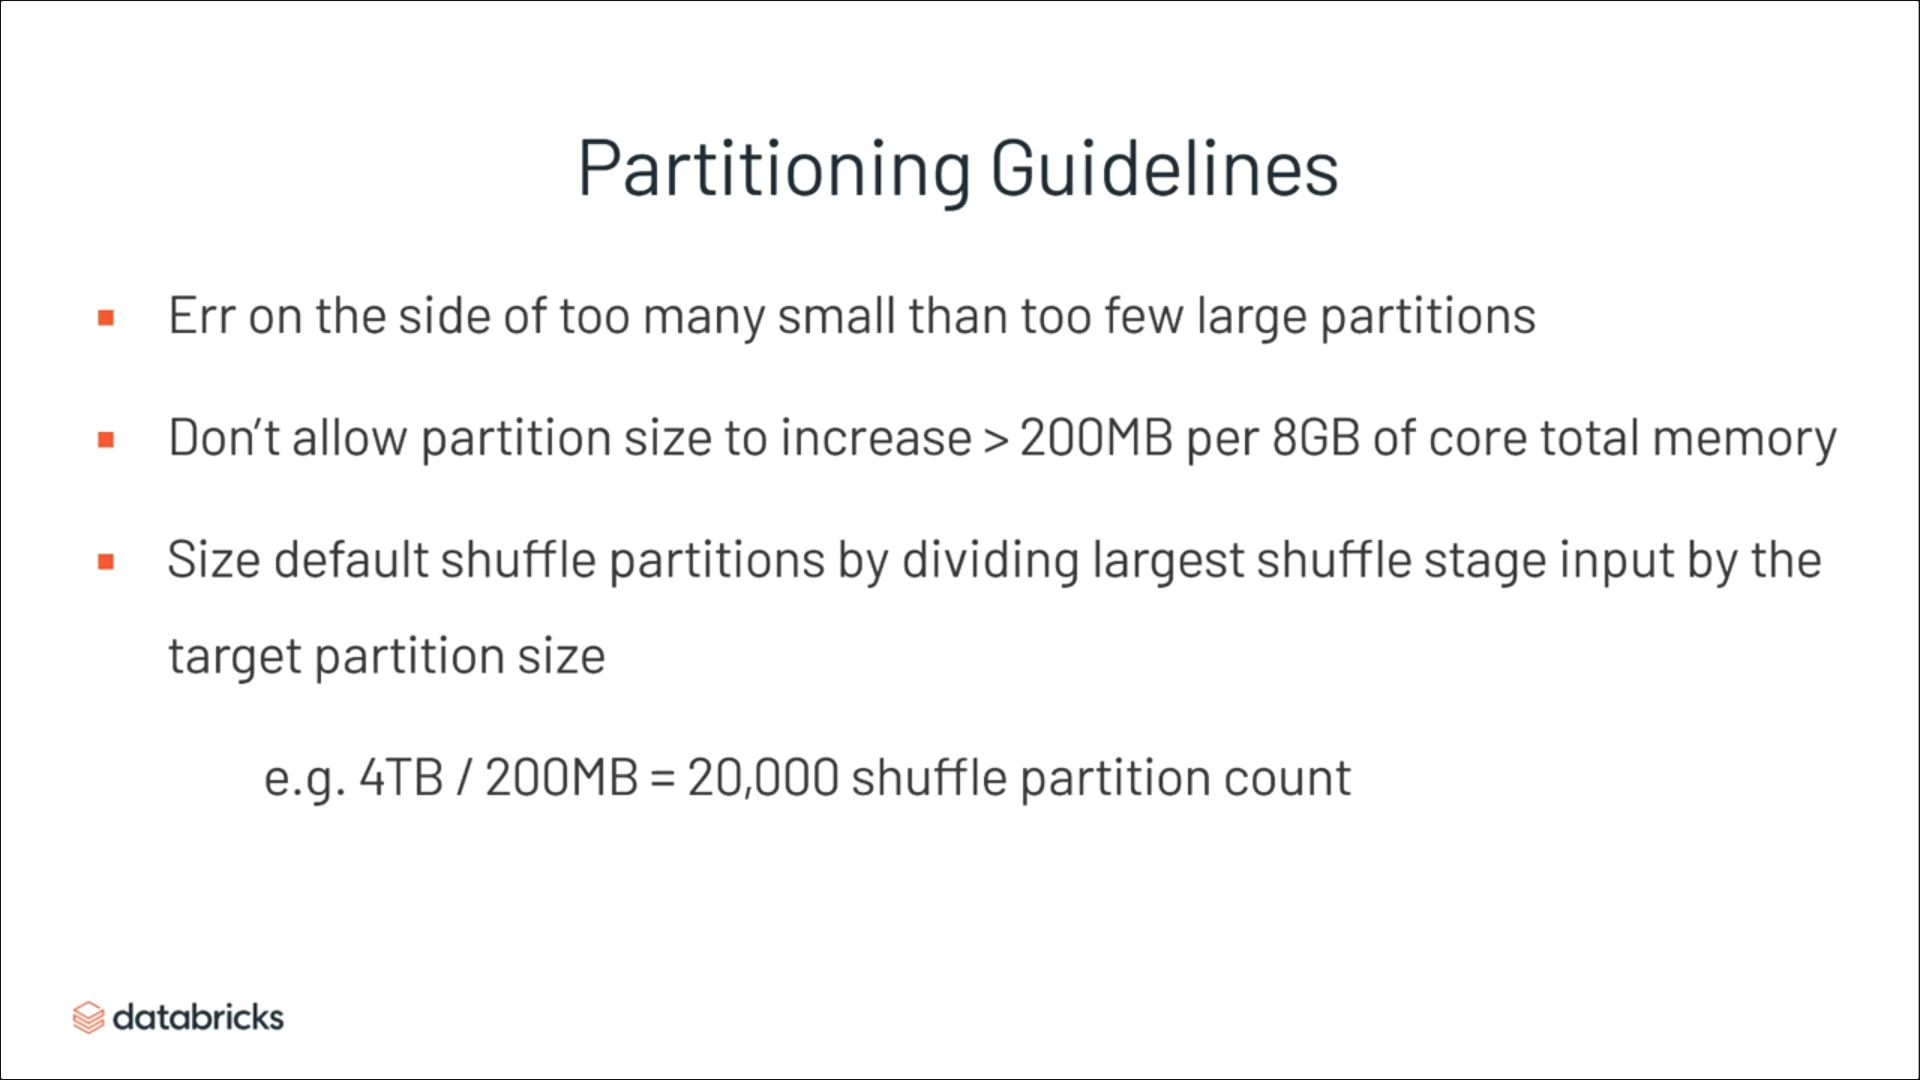 Partitioning Guidelines
Err on the side of too many small than too few large partitions
Don’t allow partition size to increase > 200MB per 8GB of core total memory
Size default shuffle partitions by dividing largest shuffle stage input by the
target partition size
e.g. 4TB / 200MB = 20,000 shuffle partition count
databricks